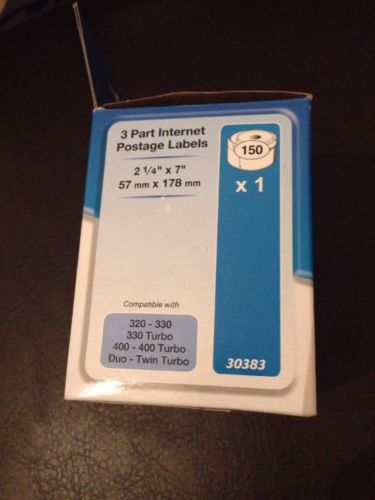 3 Part Internet
Postage Labels
2 1/4" x 7"
57 mm x 178 mm
150
x 1
Compatible with
320 - 330
330 Turbo
400 - 400 Turbo
Duo - Twin Turbo
30383